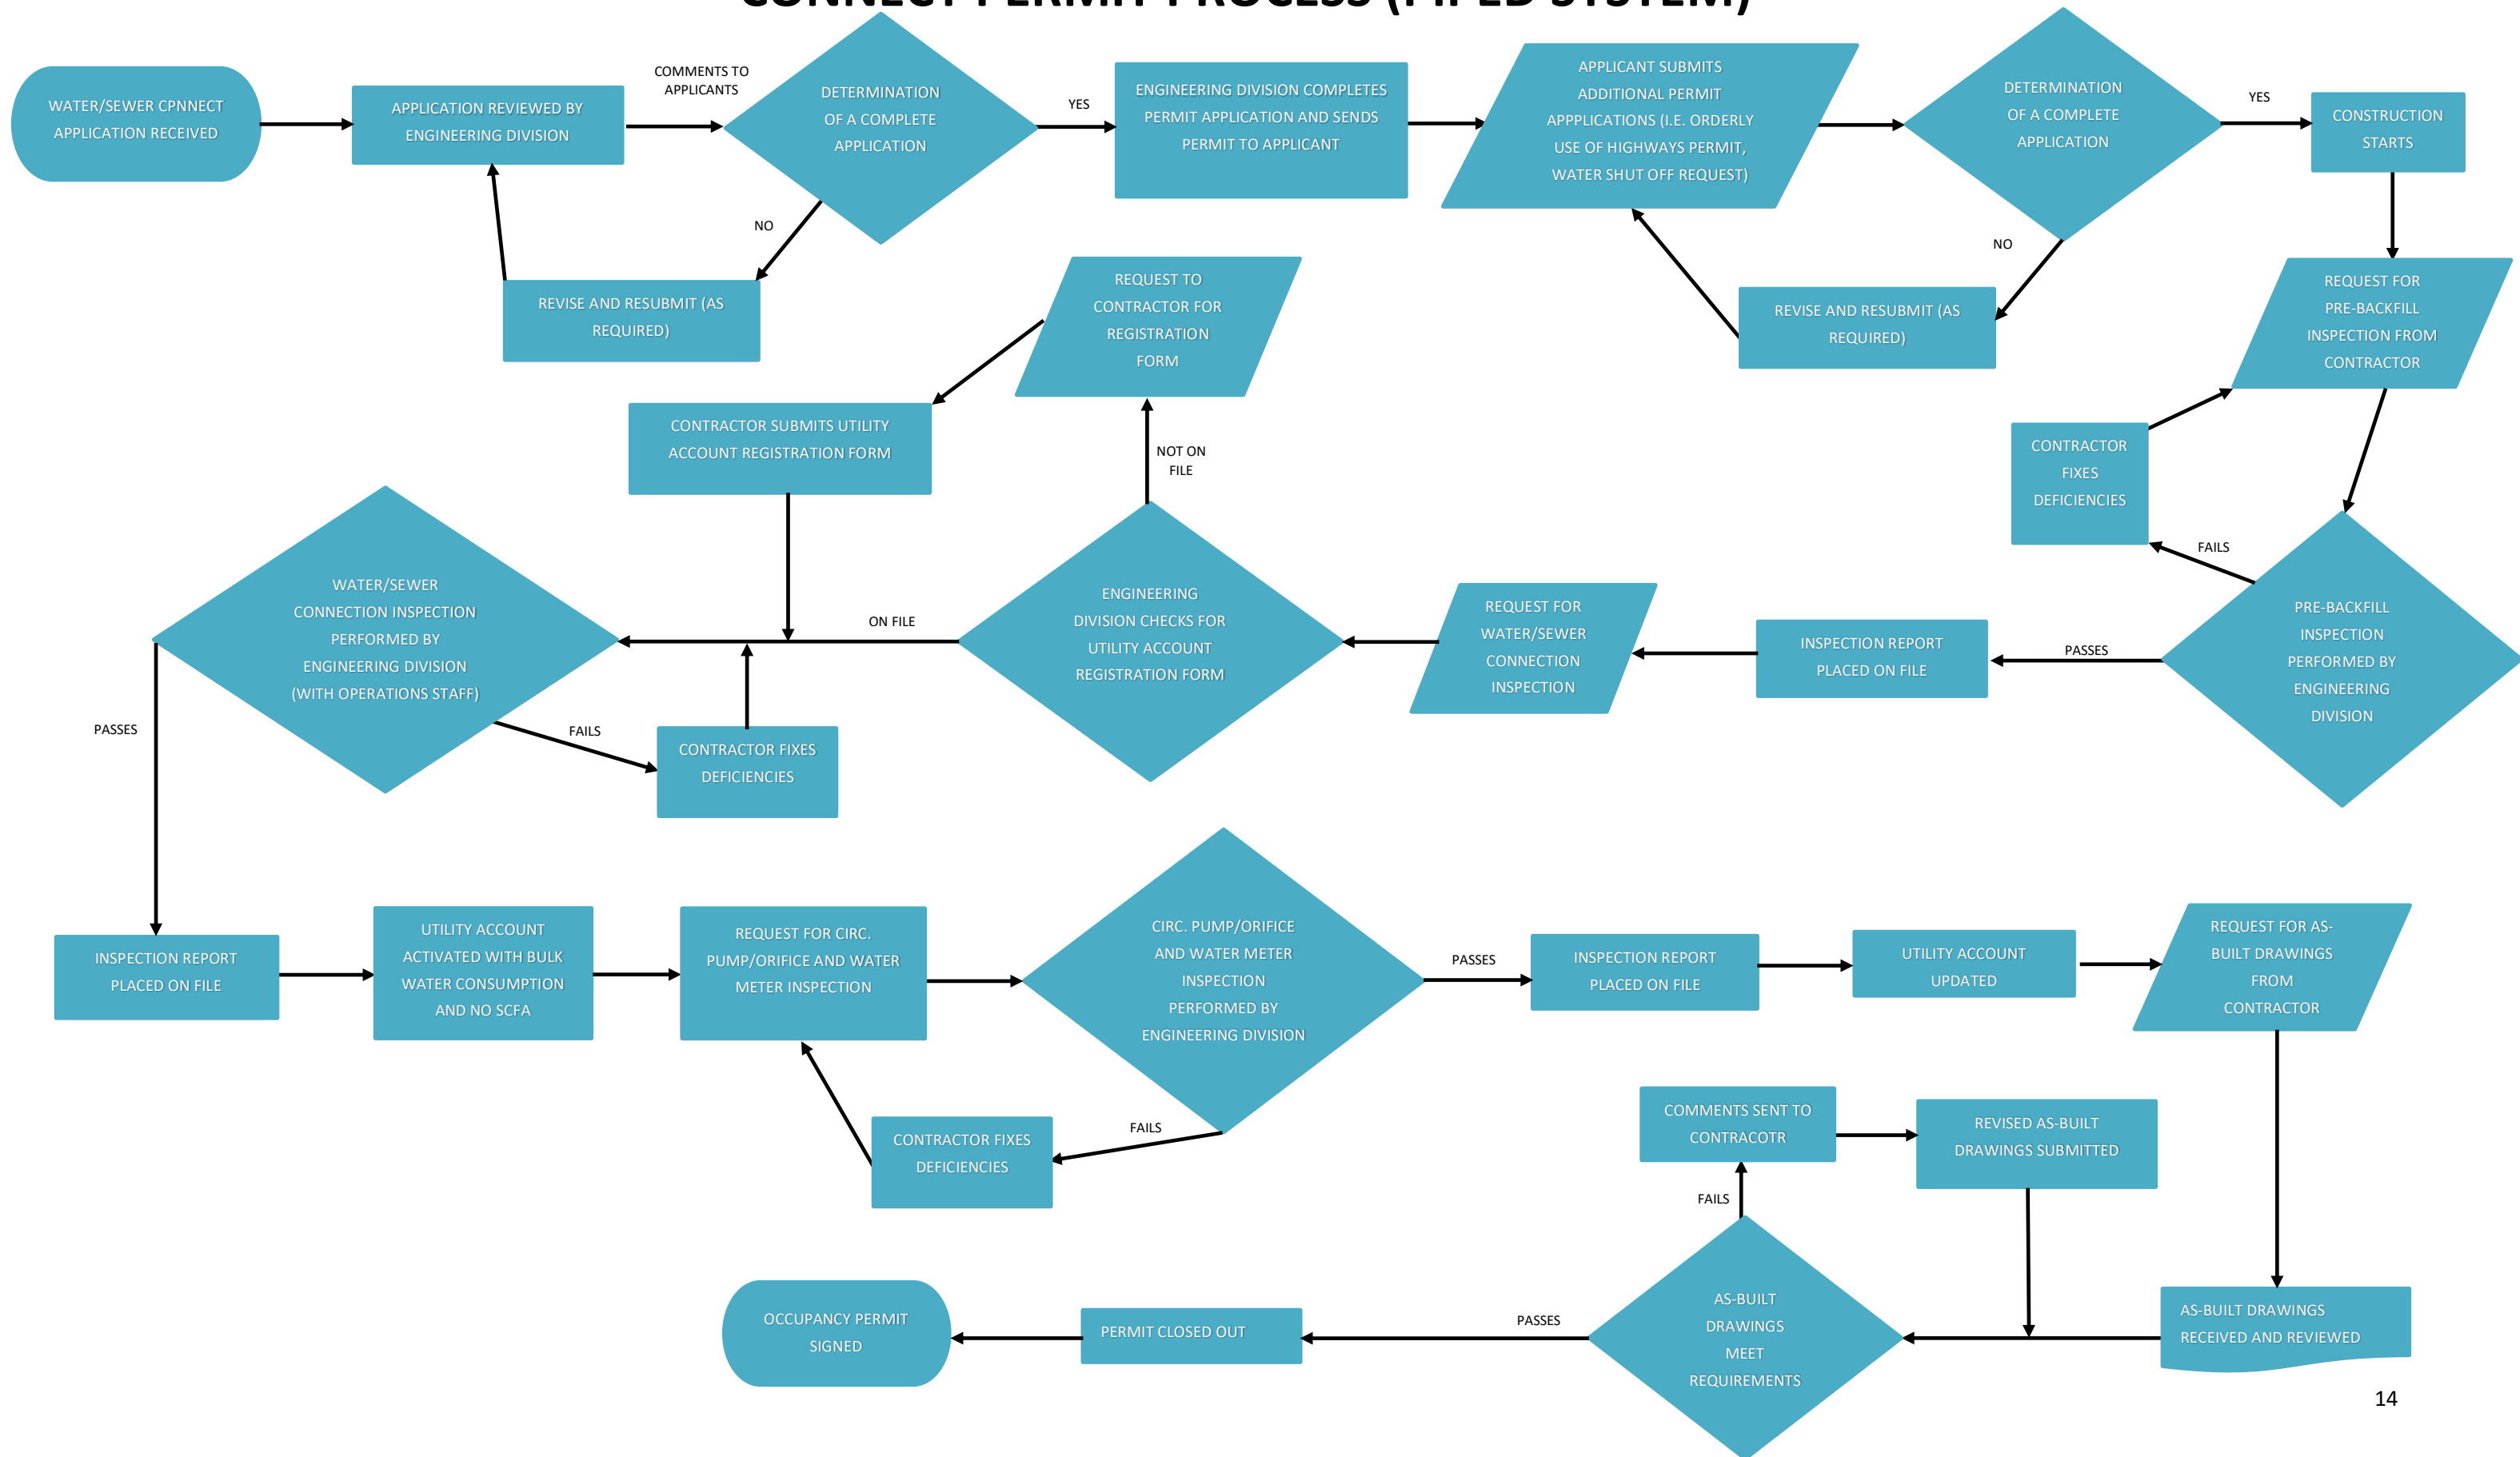 CONNECT PERMIT PROCESS (PIPED SYSTEM)
WATER/SEWER CPNNECT
APPLICATION RECEIVED
APPLICATION REVIEWED BY
ENGINEERING DIVISION
COMMENTS TO
APPLICANTS
DETERMINATION
OF A COMPLETE
APPLICATION
YES
ENGINEERING DIVISION COMPLETES
PERMIT APPLICATION AND SENDS
PERMIT TO APPLICANT
APPLICANT SUBMITS
ADDITIONAL PERMIT
APPPLICATIONS (I.E. ORDERLY
USE OF HIGHWAYS PERMIT,
WATER SHUT OFF REQUEST)
DETERMINATION
OF A COMPLETE
APPLICATION
YES
CONSTRUCTION
STARTS
NO
REVISE AND RESUBMIT (AS
REQUIRED)
NO
REVISE AND RESUBMIT (AS
REQUIRED)
REQUEST FOR
PRE-BACKFILL
INSPECTION FROM
CONTRACTOR
CONTRACTOR
FIXES
DEFICIENCIES
FAILS
PRE-BACKFILL
INSPECTION
PERFORMED BY
ENGINEERING
DIVISION
PASSES
INSPECTION REPORT
PLACED ON FILE
REQUEST FOR
WATER/SEWER
CONNECTION
INSPECTION
ENGINEERING
DIVISION CHECKS FOR
UTILITY ACCOUNT
REGISTRATION FORM
NOT ON
FILE
REQUEST TO
CONTRACTOR FOR
REGISTRATION
FORM
CONTRACTOR SUBMITS UTILITY
ACCOUNT REGISTRATION FORM
ON FILE
WATER/SEWER
CONNECTION INSPECTION
PERFORMED BY
ENGINEERING DIVISION
(WITH OPERATIONS STAFF)
FAILS
CONTRACTOR FIXES
DEFICIENCIES
PASSES
INSPECTION REPORT
PLACED ON FILE
UTILITY ACCOUNT
ACTIVATED WITH BULK
WATER CONSUMPTION
AND NO SCFA
REQUEST FOR CIRC.
PUMP/ORIFICE AND WATER
METER INSPECTION
CIRC. PUMP/ORIFICE
AND WATER METER
INSPECTION
PERFORMED BY
ENGINEERING DIVISION
FAILS
CONTRACTOR FIXES
DEFICIENCIES
PASSES
INSPECTION REPORT
PLACED ON FILE
UTILITY ACCOUNT
UPDATED
REQUEST FOR AS-
BUILT DRAWINGS
FROM
CONTRACTOR
AS-BUILT DRAWINGS
RECEIVED AND REVIEWED
AS-BUILT
DRAWINGS
MEET
REQUIREMENTS
FAILS
COMMENTS SENT TO
CONTRACOTR
REVISED AS-BUILT
DRAWINGS SUBMITTED
PASSES
PERMIT CLOSED OUT
OCCUPANCY PERMIT
SIGNED
14